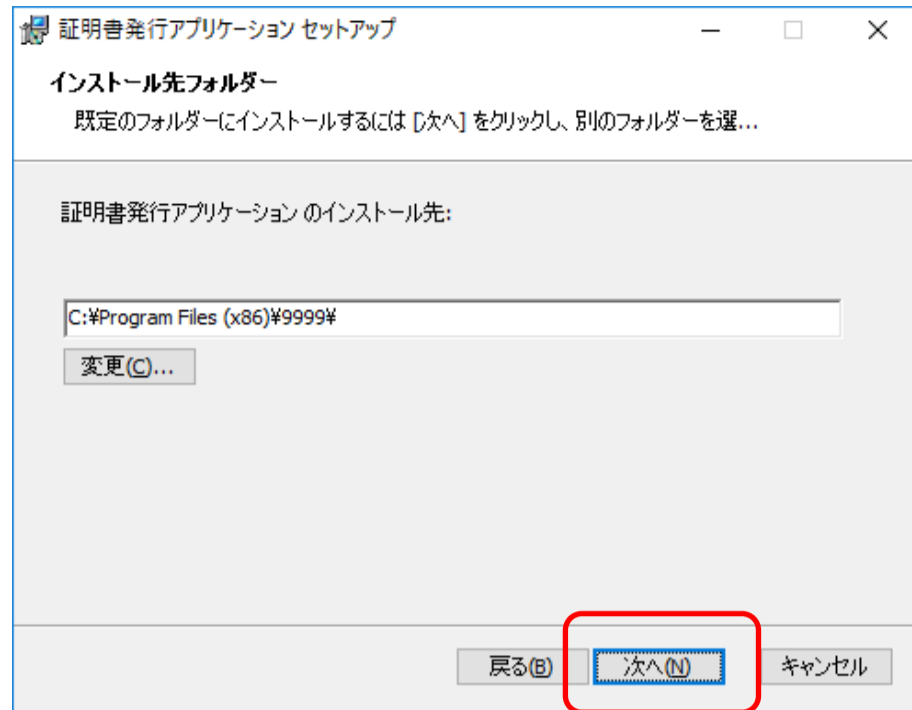 証明書発行アプリケーション セットアップ
インストール先フォルダー
既定のフォルダーにインストールするには [次へ] をクリックし、別のフォルダーを選...
証明書発行アプリケーション のインストール先:
C:¥Program Files (x86)¥9999¥
変更(C)...
戻る(B) 次へ(N) キャンセル